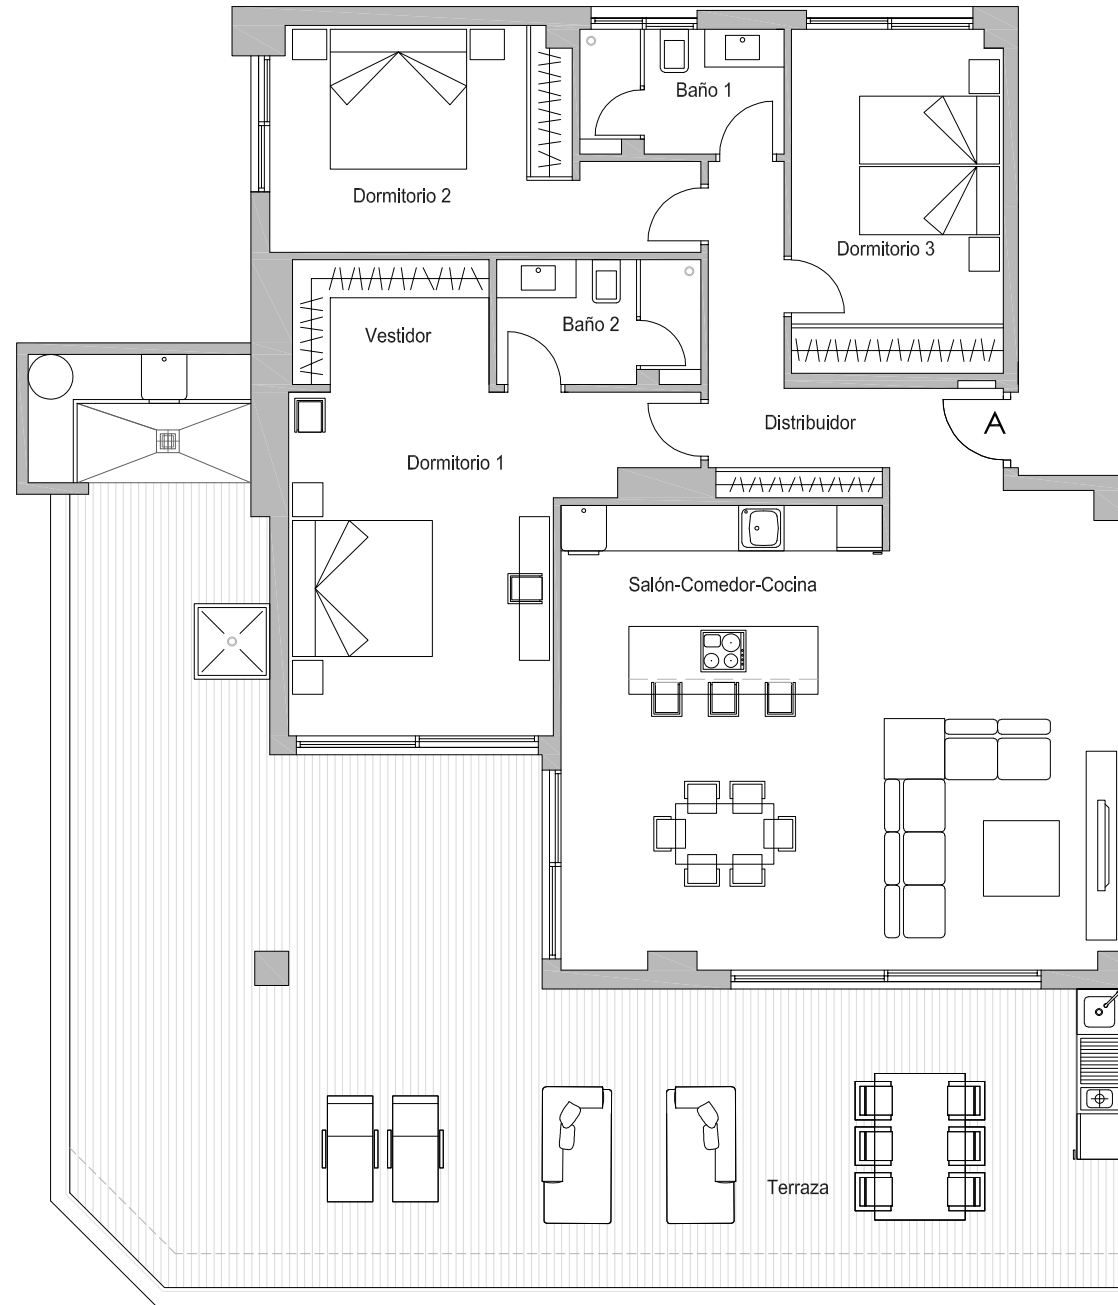 Baño 1
Dormitorio 2
Dormitorio 3
Baño 2
Vestidor
Distribuidor
A
Dormitorio 1
Salón-Comedor-Cocina
Terraza